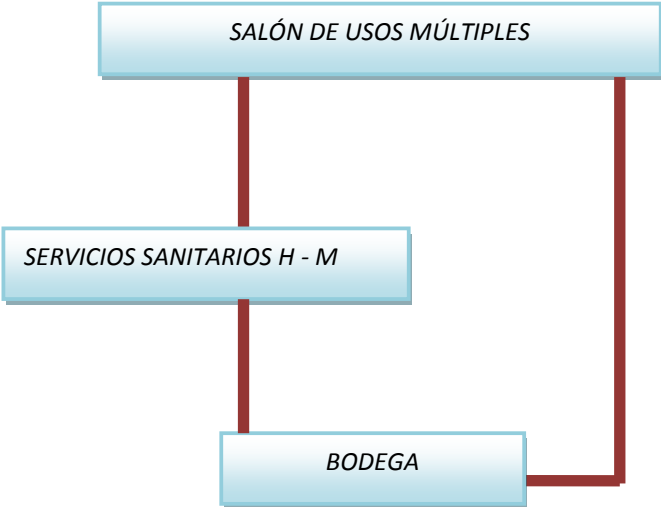 SALÓN DE USOS MÚLTIPLES
SERVICIOS SANITARIOS H - M
BODEGA